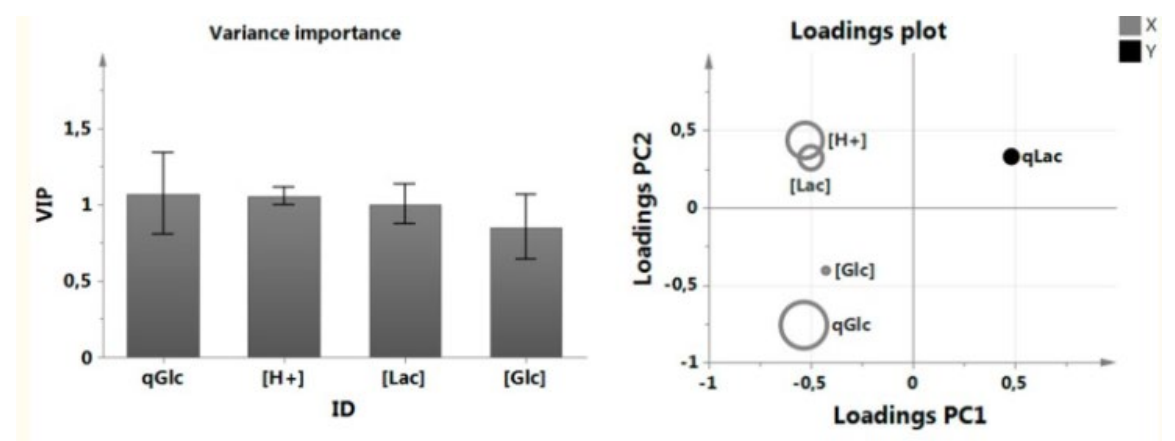 Variance importance
VIP
1,5
1
0,5
0
qGlc [H+] [Lac] [Glc]
ID
Loadings plot
X
Y
Loadings PC2
0,5
0
-0,5
-1
[H+]
[Lac]
qLac
[Glc]
qGlc
-1 -0,5 0 0,5
Loadings PC1